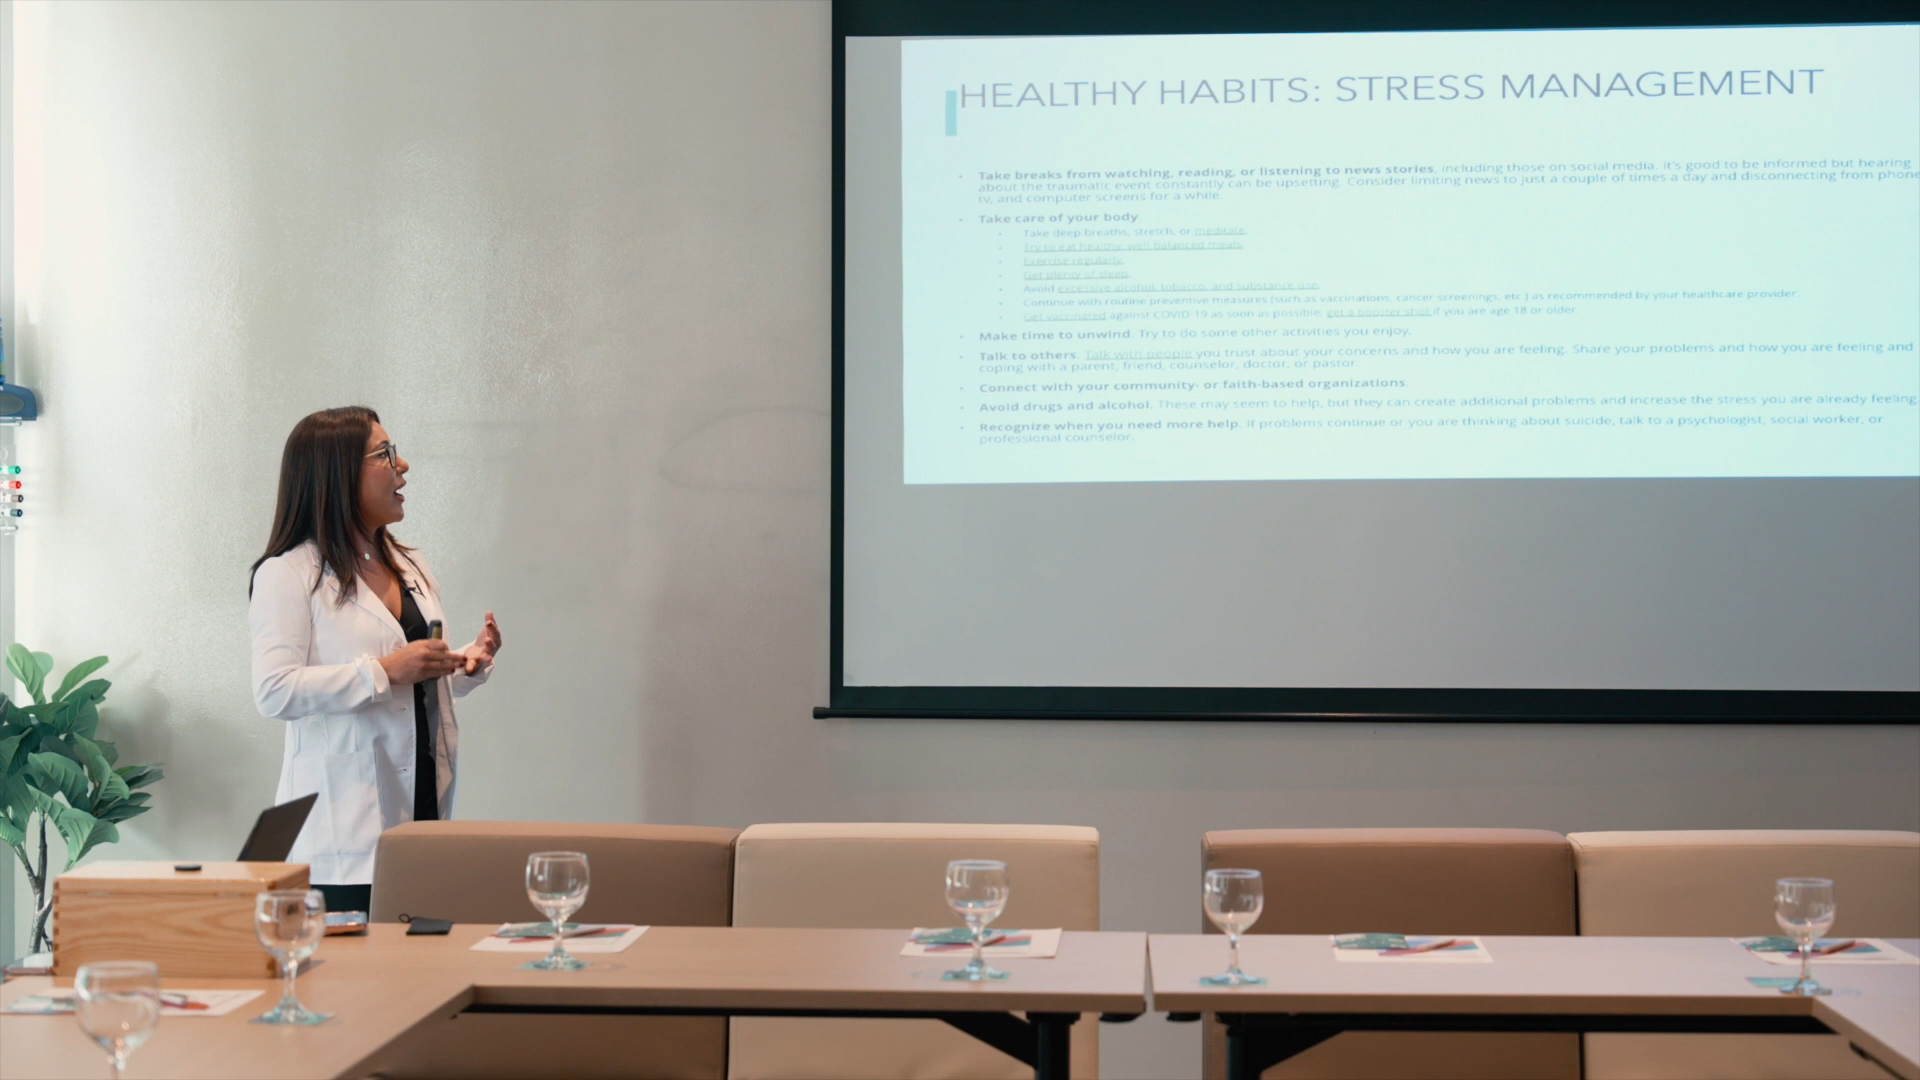 HEALTHY HABITS: STRESS MANAGEMENT
• Take breaks from watching, reading, or listening to news stories, including those on social media. It's good to be informed but hearing
about the traumatic event constantly can be upsetting. Consider limiting news to just a couple of times a day and disconnecting from phone
tv, and computer screens for a while.
• Take care of your body
• Take deep breaths, stretch, or meditate.
• Try to eat healthy, well-balanced meals.
• Exercise regularly.
• Get plenty of sleep.
• Avoid excessive alcohol, tobacco, and substance use.
• Continue with routine preventive measures (such as vaccinations, cancer screenings, etc.) as recommended by your healthcare provider.
• Get vaccinated against COVID-19 as soon as possible; get a booster shot if you are age 18 or older.
• Make time to unwind. Try to do some other activities you enjoy.
• Talk to others. Talk with people you trust about your concerns and how you are feeling. Share your problems and how you are feeling and
coping with a parent, friend, counselor, doctor, or pastor.
• Connect with your community- or faith-based organizations
• Avoid drugs and alcohol. These may seem to help, but they can create additional problems and increase the stress you are already feeling
• Recognize when you need more help. If problems continue or you are thinking about suicide, talk to a psychologist, social worker, or
professional counselor.